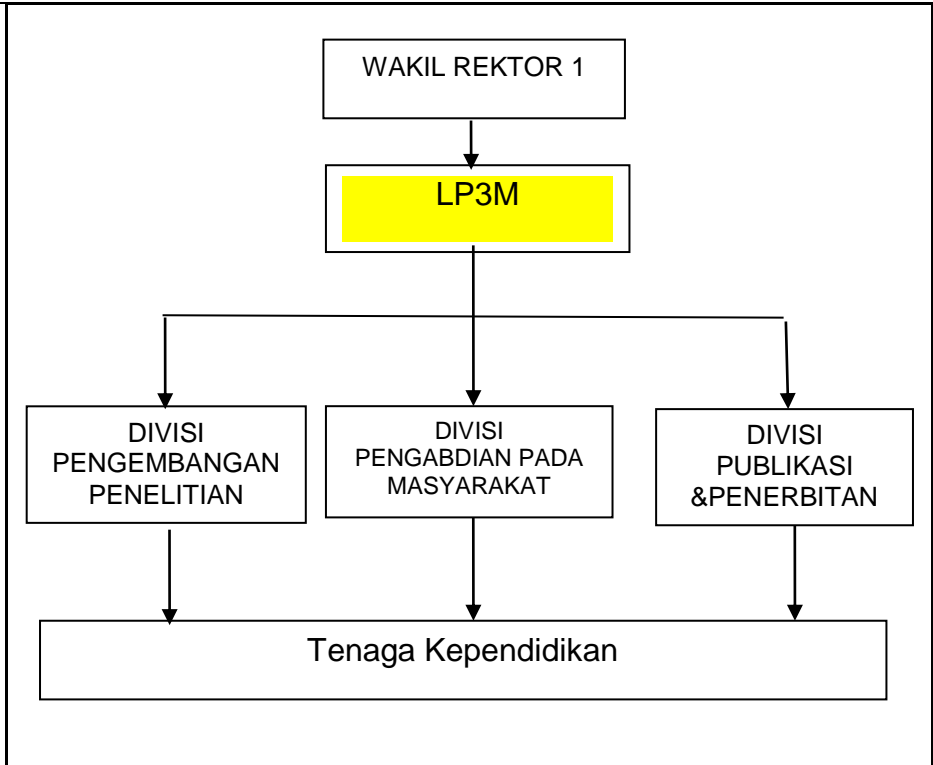 WAKIL REKTOR 1
LP3M
DIVISI
PENGEMBANGAN
PENELITIAN
DIVISI
PENGABDIAN PADA
MASYARAKAT
DIVISI
PUBLIKASI
&PENERBITAN
Tenaga Kependidikan